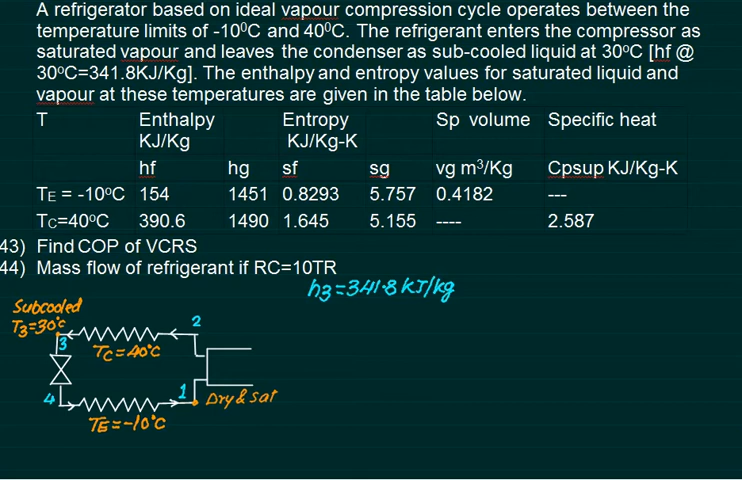 A refrigerator based on ideal vapour compression cycle operates between the
temperature limits of -10⁰C and 40⁰C. The refrigerant enters the compressor as
saturated vapour and leaves the condenser as sub-cooled liquid at 30⁰C [hf @
30⁰C=341.8KJ/Kg]. The enthalpy and entropy values for saturated liquid and
vapour at these temperatures are given in the table below.
T Enthalpy Entropy Sp volume Specific heat
KJ/Kg KJ/Kg-K
hf hg sf sg vg m³/Kg Cpsup KJ/Kg-K
TE = -10⁰C 154 1451 0.8293 5.757 0.4182 ---
TC=40⁰C 390.6 1490 1.645 5.155 ---- 2.587
43) Find COP of VCRS
44) Mass flow of refrigerant if RC=10TR
h3=341.8 kJ/kg
Subcooled
T3=30°C
2
3
TC=40°C
4
1
Dry & sat
TE=-10°C